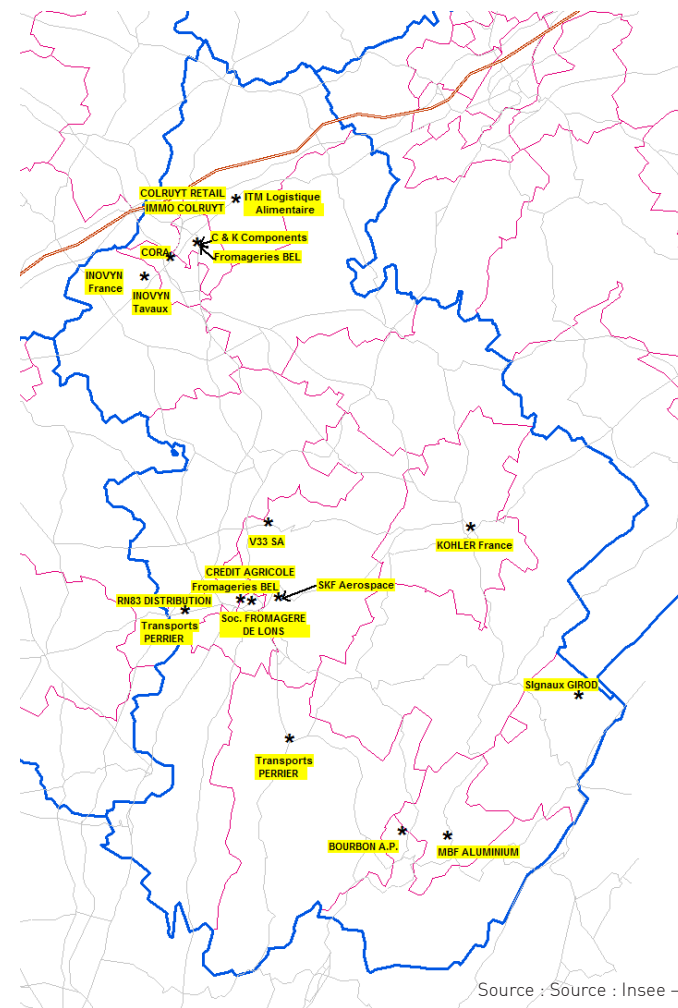 COLRUYT RETAIL
IMMO COLRUYT
ITM Logistique
Alimentaire
C & K Components
CORA
Fromageries BEL
INOVYN
France
INOVYN
Tavaux
V33 SA
KOHLER France
CREDIT AGRICOLE
Fromageries BEL
SKF Aerospace
RN83 DISTRIBUTION
Soc. FROMAGERE
DE LONS
Transports
PERRIER
Signaux GIROD
Transports
PERRIER
BOURBON A.P.
MBF ALUMINIUM
Source : Source : Insee –